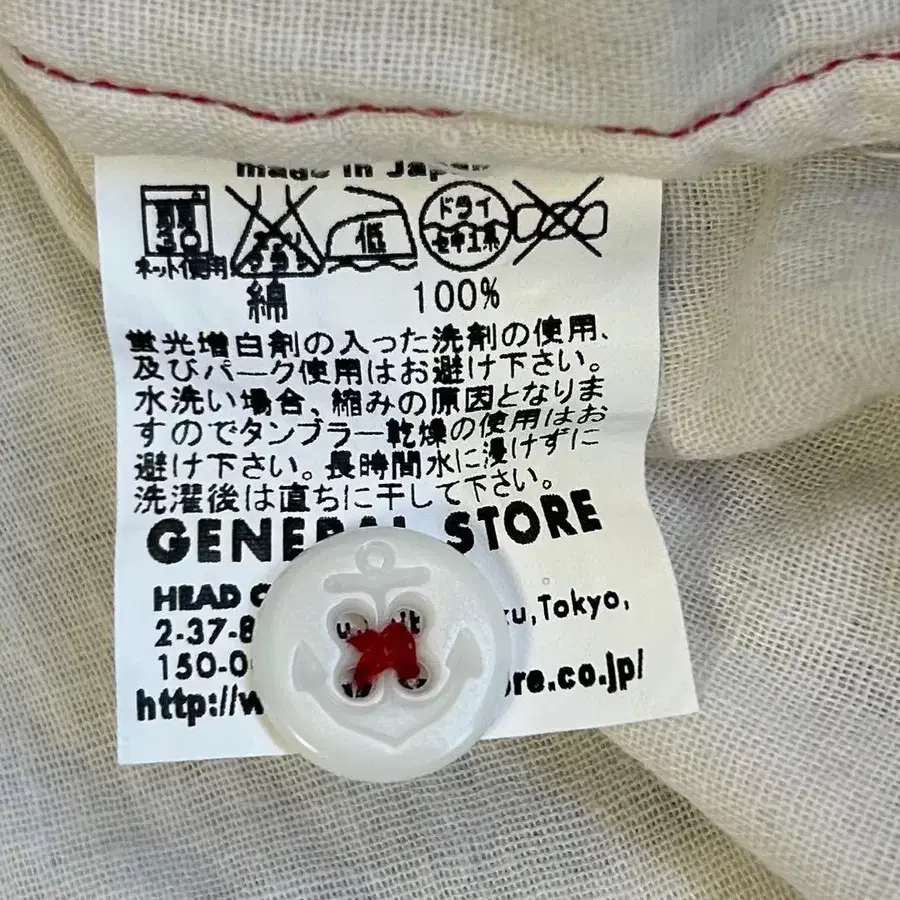 made in Japan
30
ネット使用
低
ドライ
セキユ系
綿 100%
蛍光増白剤の入った洗剤の使用、
及びパーク使用はお避け下さい。
水洗い場合、縮みの原因となりま
すのでタンブラー乾燥の使用はお
避け下さい。長時間水に浸けずに
洗濯後は直ちに干して下さい。
GENERAL STORE
HEAD
Tokyo,
2-37-8
150-0
http://w ore.co.jp/